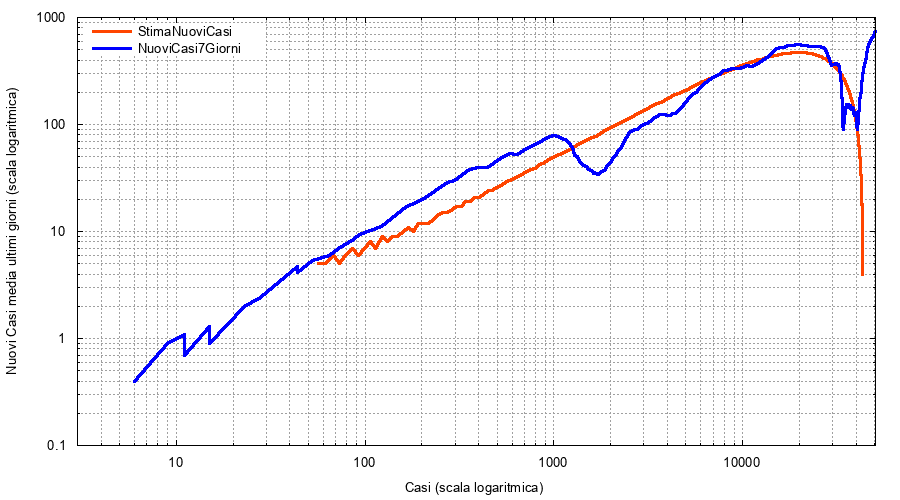 StimaNuoviCasi
NuoviCasi7Giorni
Nuovi Casi media ultimi giorni (scala logaritmica)
1000
100
10
1
0.1
10
100
1000
10000
Casi (scala logaritmica)